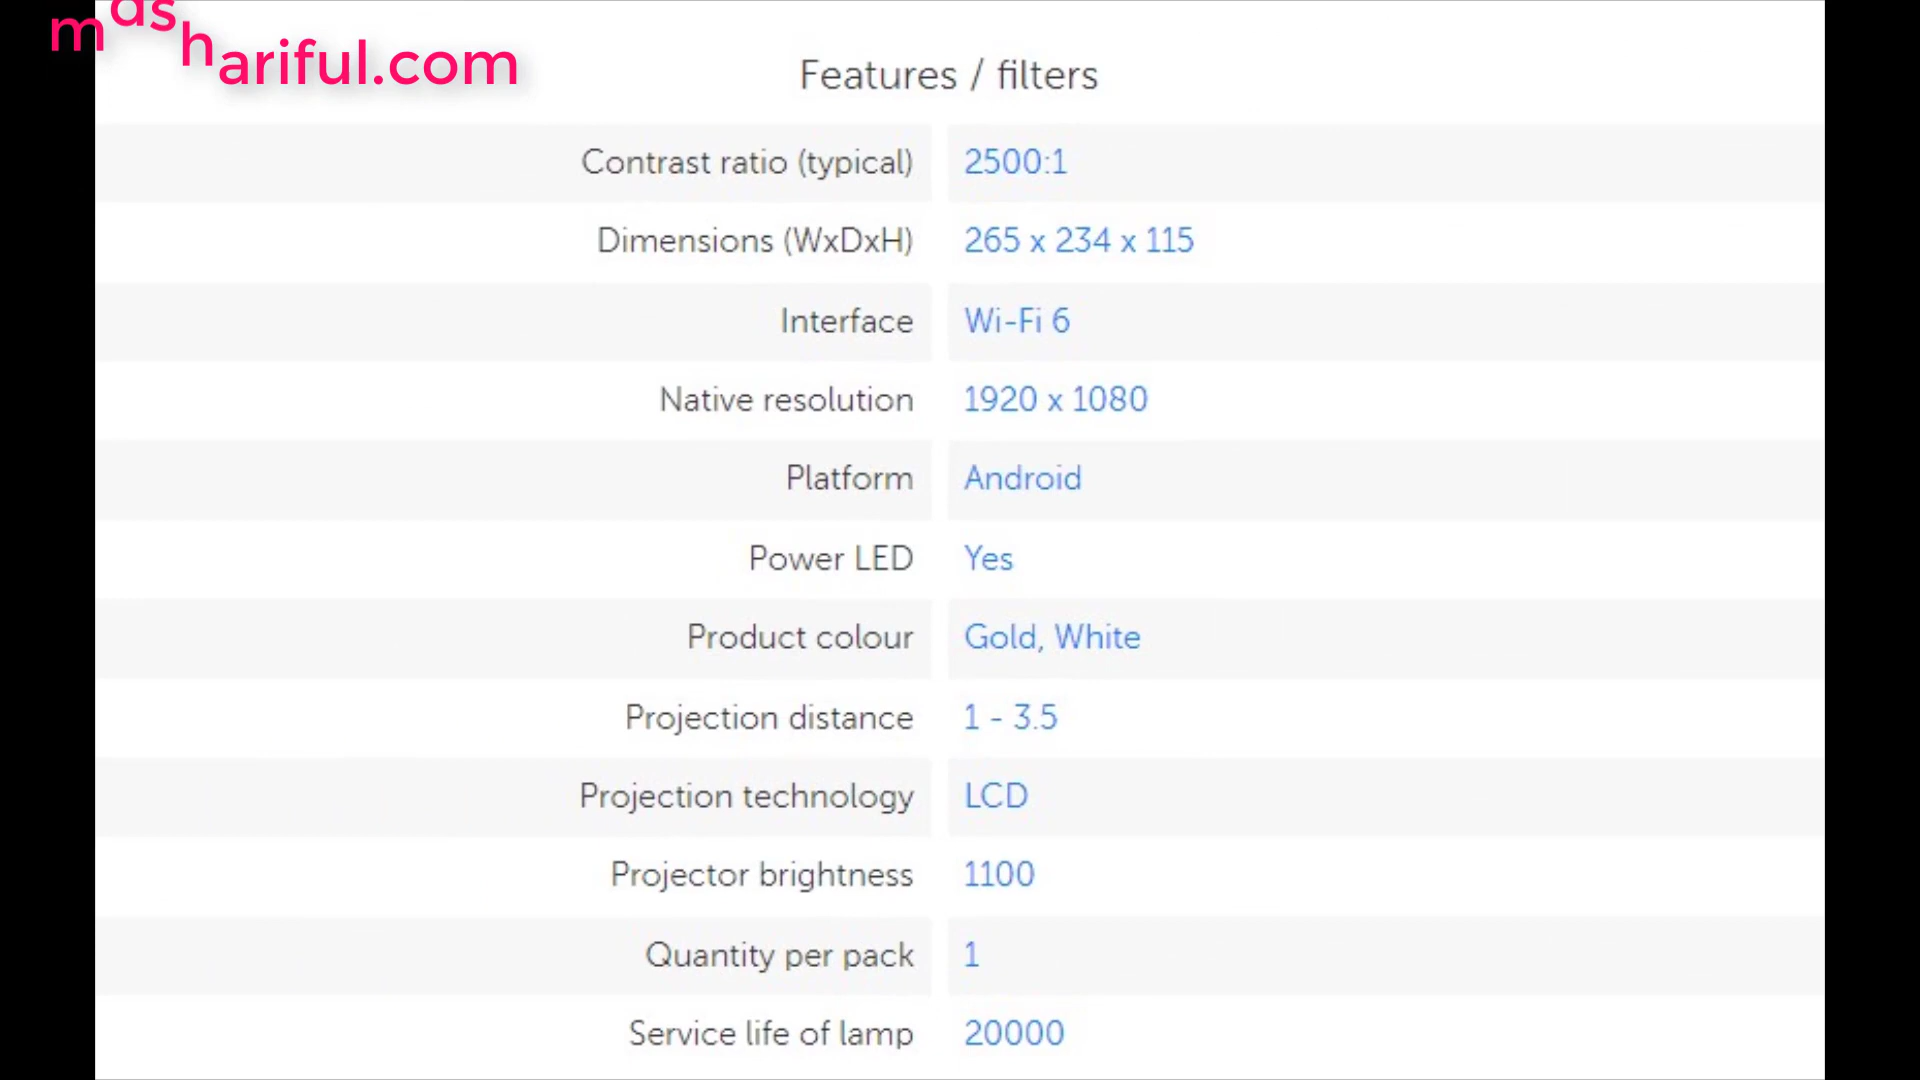 mdshariful.com
Features / filters
Contrast ratio (typical) 2500:1
Dimensions (WxDxH) 265 x 234 x 115
Interface Wi-Fi 6
Native resolution 1920 x 1080
Platform Android
Power LED Yes
Product colour Gold, White
Projection distance 1 - 3.5
Projection technology LCD
Projector brightness 1100
Quantity per pack 1
Service life of lamp 20000